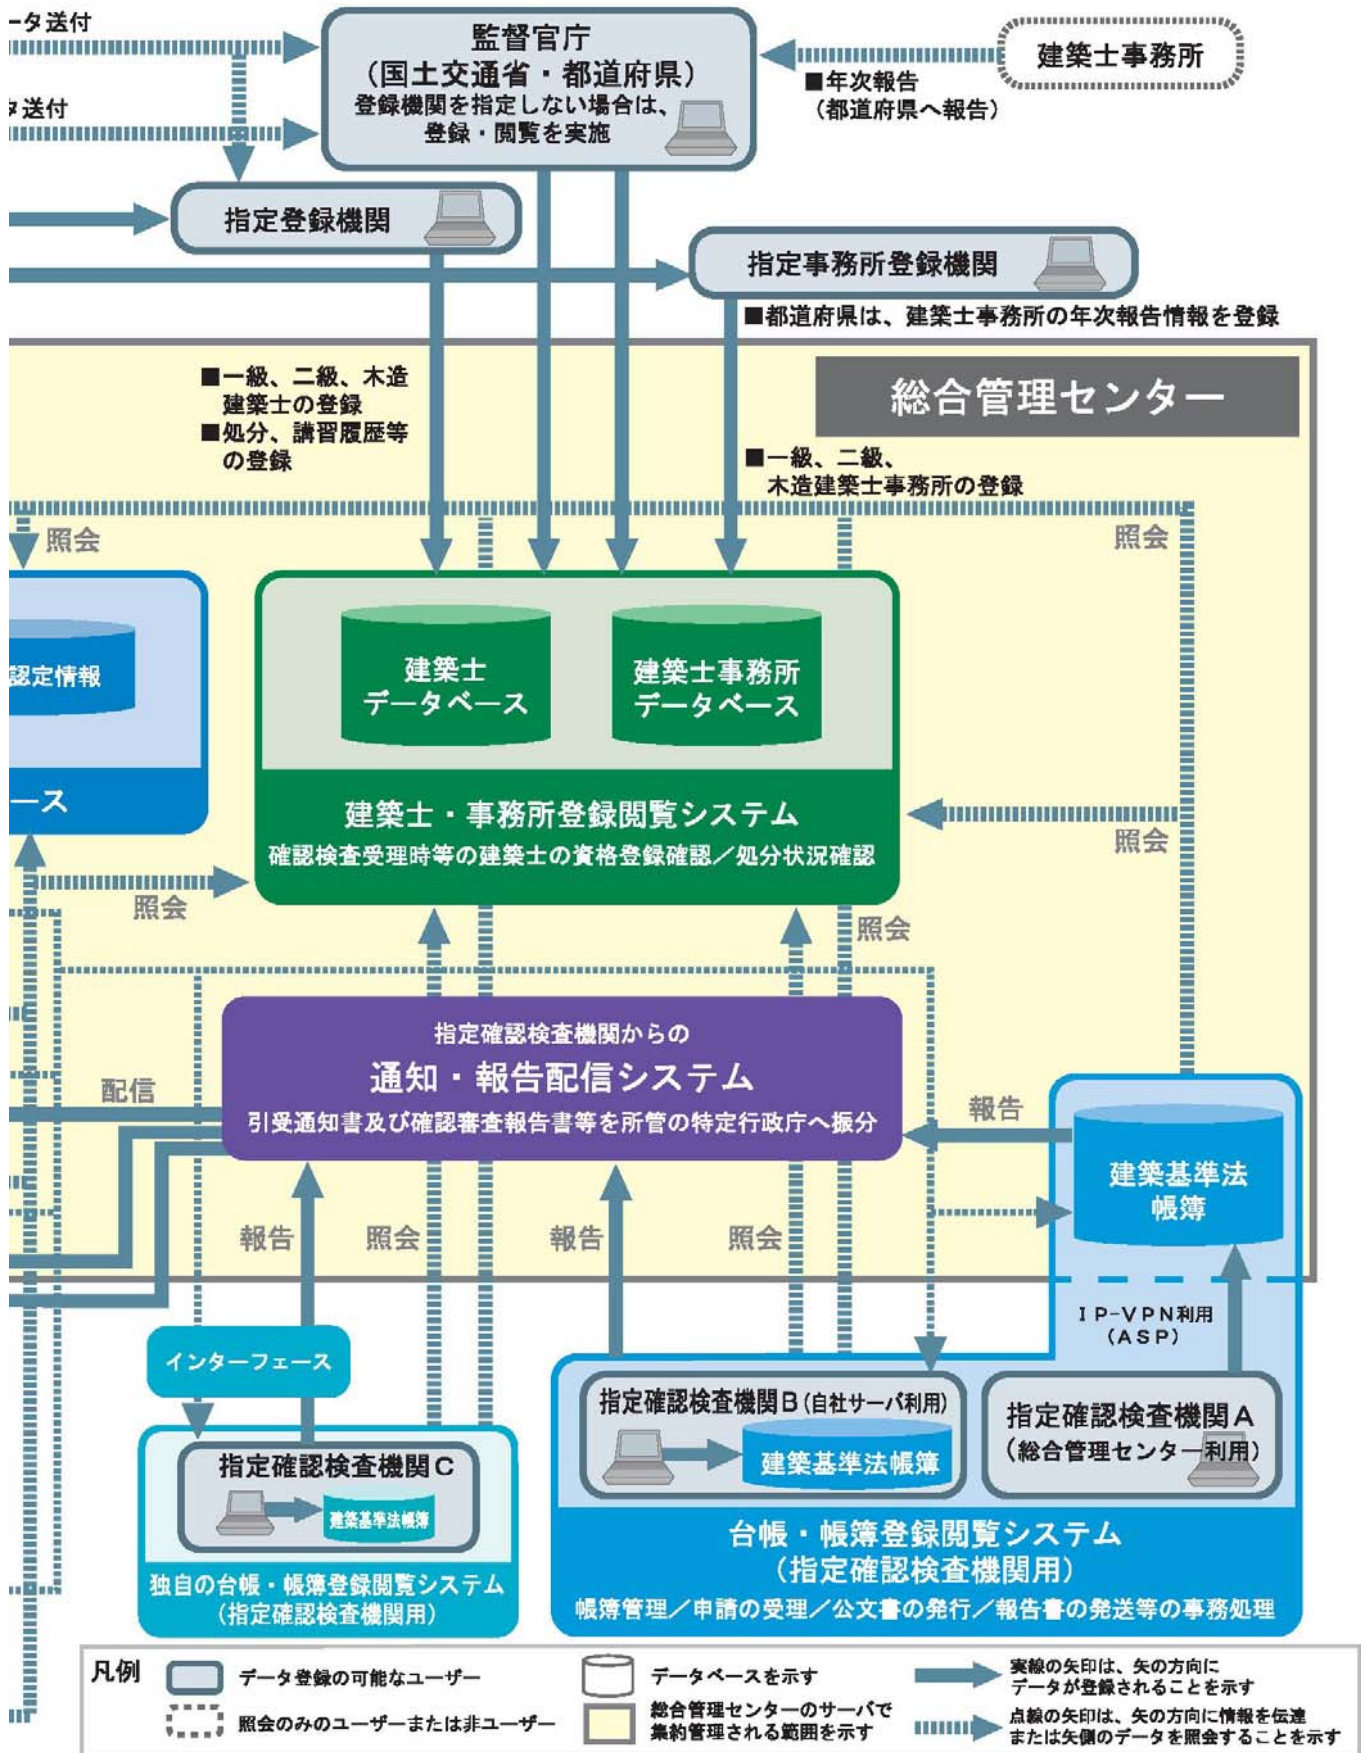 ータ送付
監督官庁
（国土交通省・都道府県）
登録機関を指定しない場合は、
登録・閲覧を実施
建築士事務所
■年次報告
（都道府県へ報告）
タ送付
指定登録機関
指定事務所登録機関
■都道府県は、建築士事務所の年次報告情報を登録
■一級、二級、木造
建築士の登録
■処分、講習履歴等
の登録
総合管理センター
■一級、二級、
木造建築士事務所の登録
照会
照会
認定情報
建築士
データベース
建築士事務所
データベース
ース
建築士・事務所登録閲覧システム
確認検査受理時等の建築士の資格登録確認／処分状況確認
照会
照会
照会
指定確認検査機関からの
通知・報告配信システム
引受通知書及び確認審査報告書等を所管の特定行政庁へ振分
配信
報告
建築基準法
帳簿
報告
照会
報告
照会
IP-VPN利用
（ASP）
インターフェース
指定確認検査機関B（自社サーバ利用）
建築基準法帳簿
指定確認検査機関A
（総合管理センター利用）
指定確認検査機関C
建築基準法帳簿
台帳・帳簿登録閲覧システム
（指定確認検査機関用）
帳簿管理／申請の受理／公文書の発行／報告書の発送等の事務処理
独自の台帳・帳簿登録閲覧システム
（指定確認検査機関用）
凡例
データ登録の可能なユーザー
データベースを示す
実線の矢印は、矢の方向に
データが登録されることを示す
照会のみのユーザーまたは非ユーザー
総合管理センターのサーバで
集約管理される範囲を示す
点線の矢印は、矢の方向に情報を伝達
または矢側のデータを照会することを示す